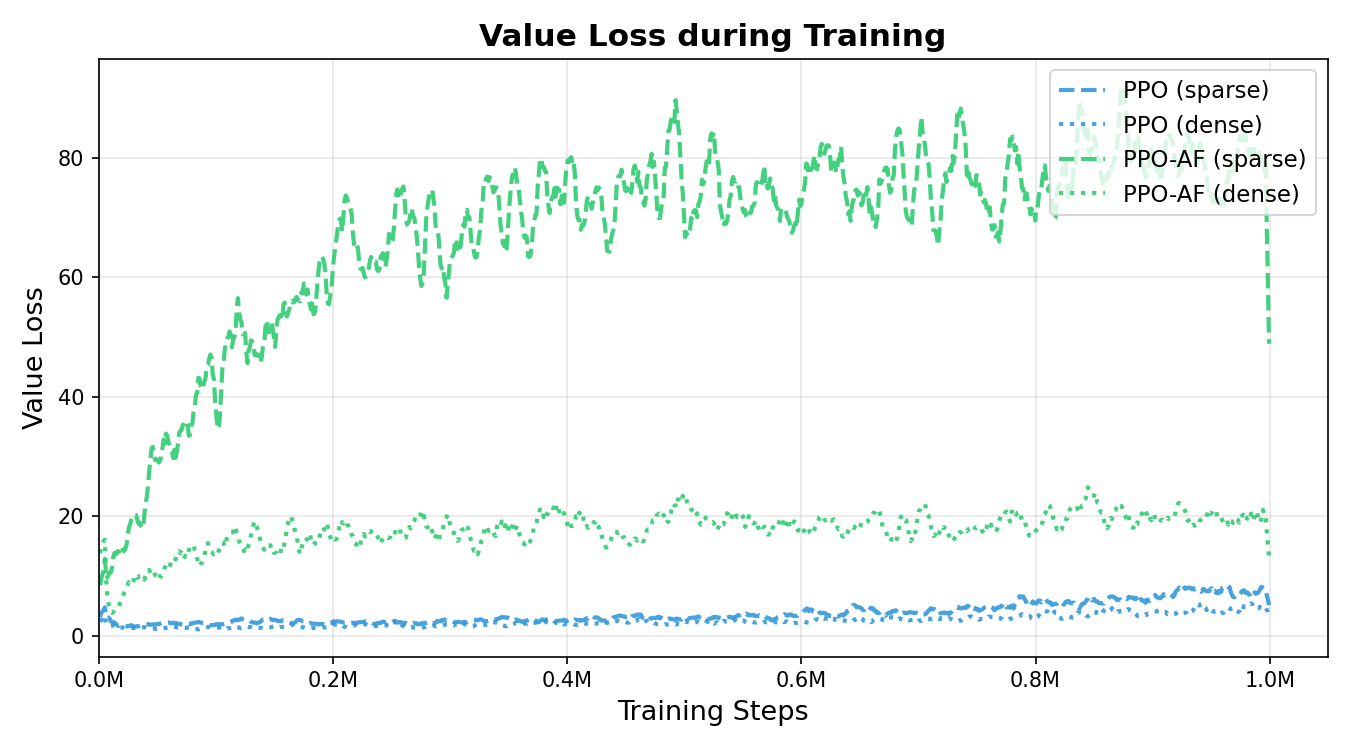 Value Loss during Training
PPO (sparse)
PPO (dense)
PPO-AF (sparse)
PPO-AF (dense)
Value Loss
80
60
40
20
0
0.0M 0.2M 0.4M 0.6M 0.8M 1.0M
Training Steps